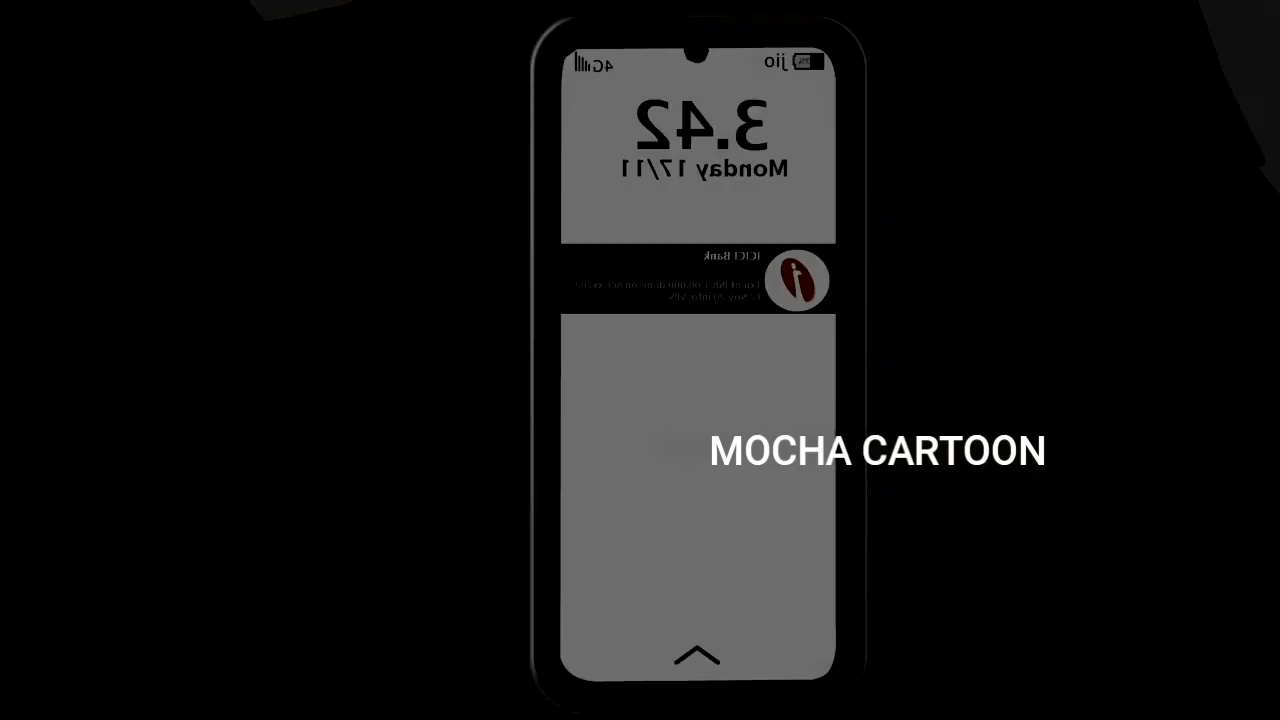 4G jio
3.42
Monday 17/11
ICICI Bank
MOCHA CARTOON